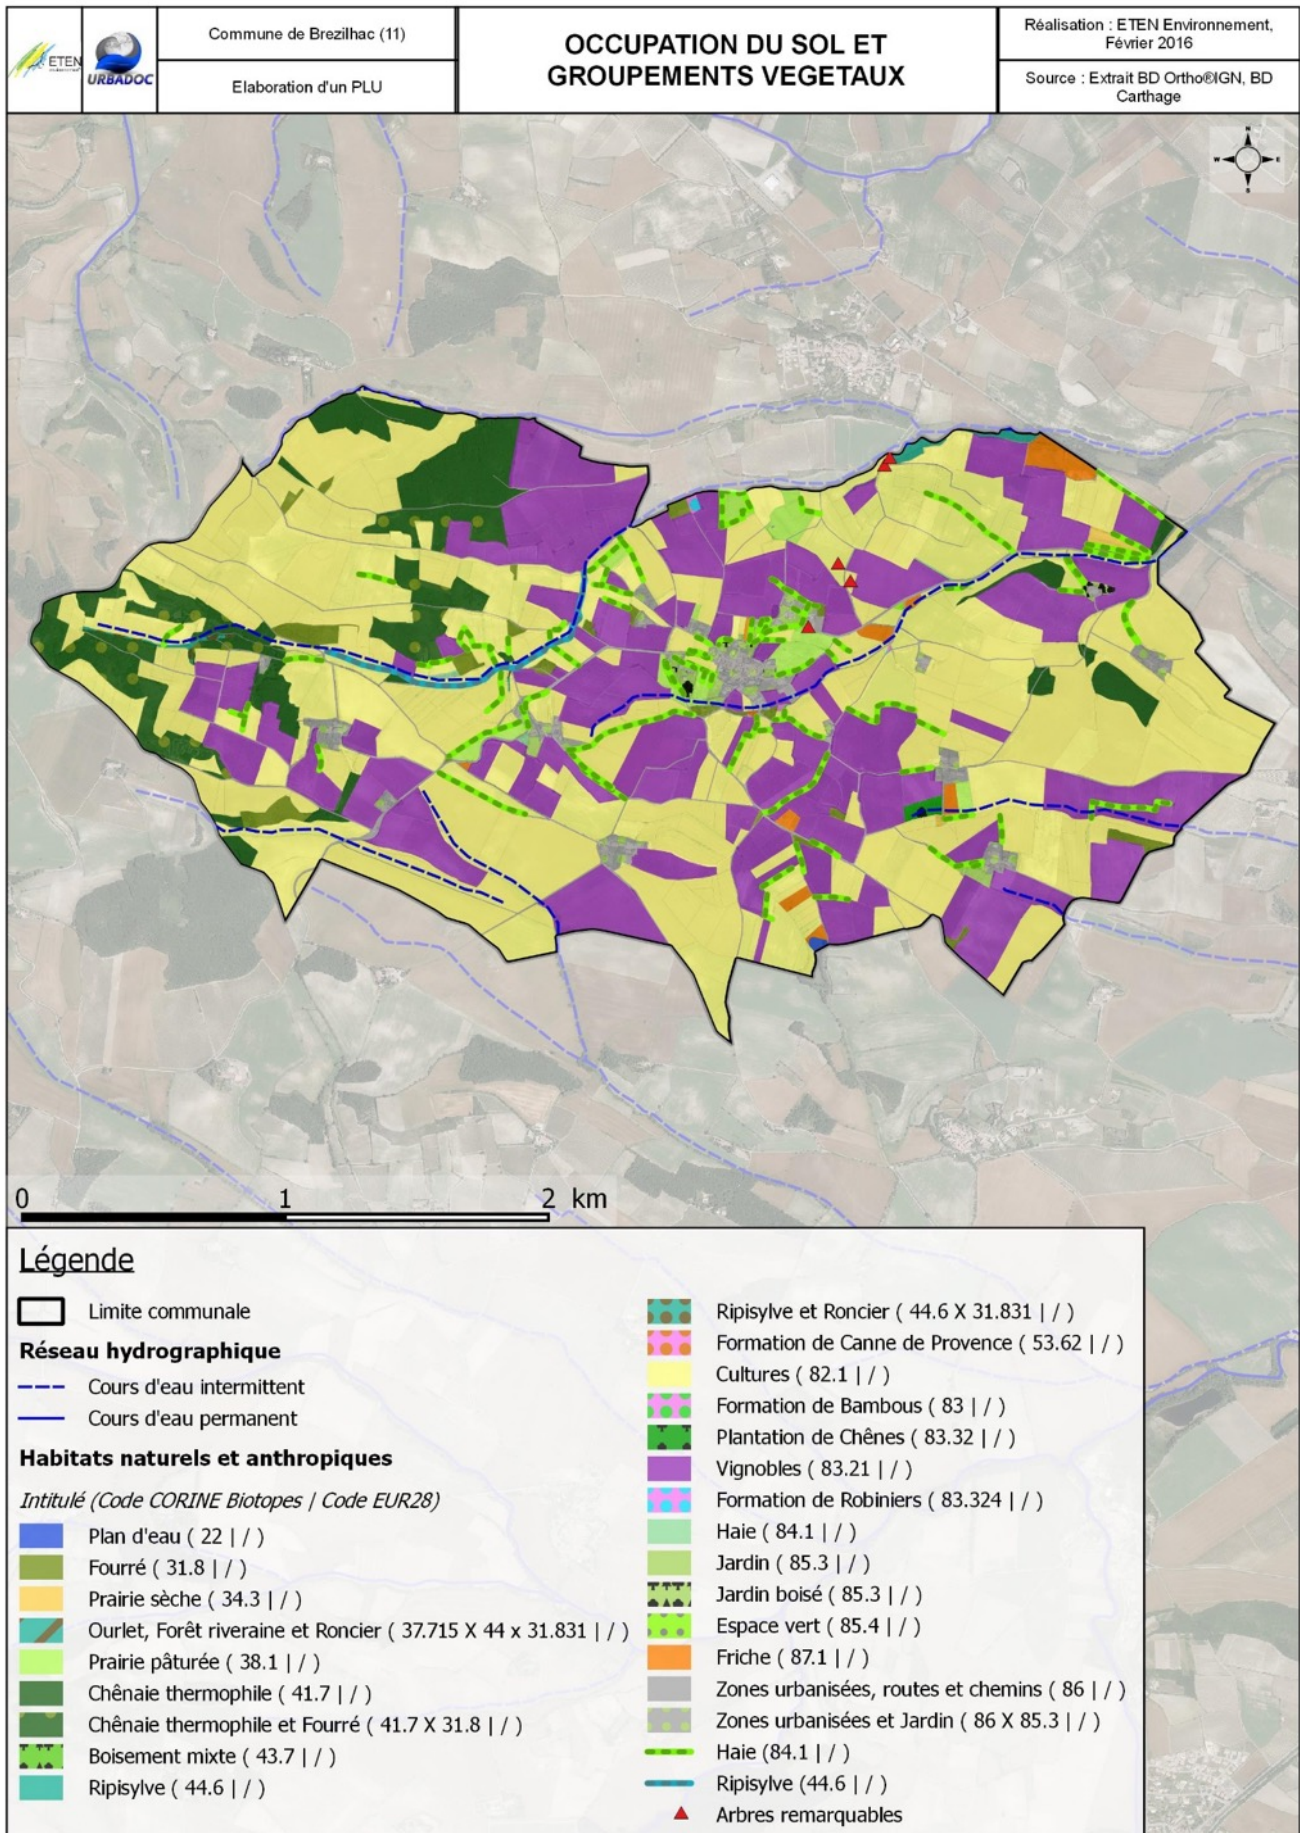 ETEN
URBADOC
Commune de Brezilhac (11)
Elaboration d'un PLU
OCCUPATION DU SOL ET
GROUPEMENTS VEGETAUX
Réalisation : ETEN Environnement,
Février 2016
Source : Extrait BD Ortho®IGN, BD
Carthage
N
W E
S
0 1 2 km
Légende
Limite communale
Réseau hydrographique
Cours d'eau intermittent
Cours d'eau permanent
Habitats naturels et anthropiques
Intitulé (Code CORINE Biotopes / Code EUR28)
Plan d'eau ( 22 | / )
Fourré ( 31.8 | / )
Prairie sèche ( 34.3 | / )
Ourlet, Forêt riveraine et Roncier ( 37.715 X 44 x 31.831 | / )
Prairie pâturée ( 38.1 | / )
Chênaie thermophile ( 41.7 | / )
Chênaie thermophile et Fourré ( 41.7 X 31.8 | / )
Boisement mixte ( 43.7 | / )
Ripisylve ( 44.6 | / )
Ripisylve et Roncier ( 44.6 X 31.831 | / )
Formation de Canne de Provence ( 53.62 | / )
Cultures ( 82.1 | / )
Formation de Bambous ( 83 | / )
Plantation de Chênes ( 83.32 | / )
Vignobles ( 83.21 | / )
Formation de Robiniers ( 83.324 | / )
Haie ( 84.1 | / )
Jardin ( 85.3 | / )
Jardin boisé ( 85.3 | / )
Espace vert ( 85.4 | / )
Friche ( 87.1 | / )
Zones urbanisées, routes et chemins ( 86 | / )
Zones urbanisées et Jardin ( 86 X 85.3 | / )
Haie (84.1 | / )
Ripisylve (44.6 | / )
Arbres remarquables